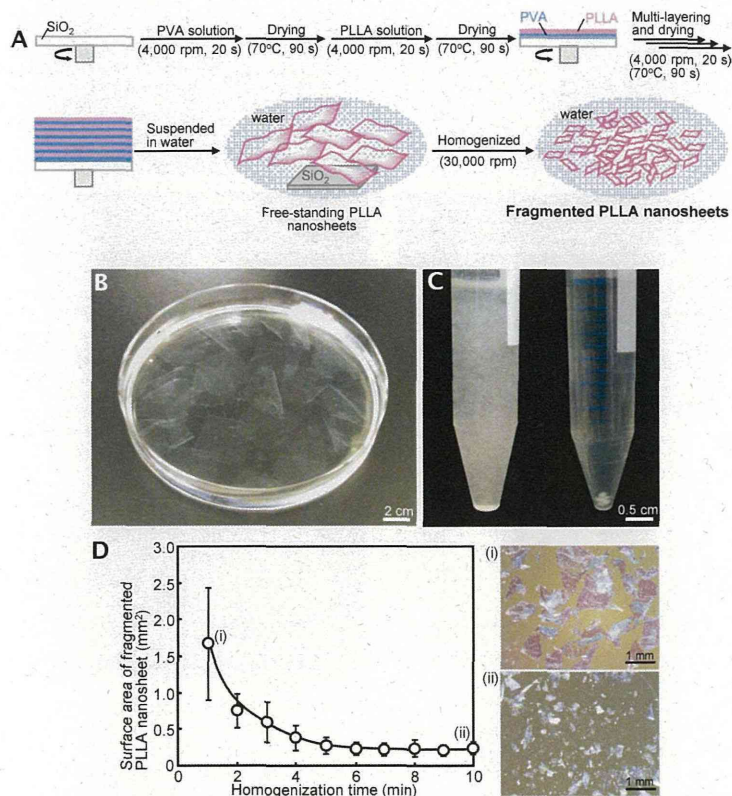 A
SiO2
PVA solution
(4,000 rpm, 20 s)
Drying
(70°C, 90 s)
PLLA solution
(4,000 rpm, 20 s)
Drying
(70°C, 90 s)
PVA
PLLA
Multi-layering
and drying
(4,000 rpm, 20 s)
(70°C, 90 s)
Suspended
in water
water
SiO2
Free-standing PLLA
nanosheets
Homogenized
(30,000 rpm)
water
Fragmented PLLA nanosheets
B
2 cm
C
0.5 cm
D
Surface area of fragmented
PLLA nanosheet (mm2)
3.0
2.5
2.0
1.5
1.0
0.5
0
(i)
(ii)
0 2 4 6 8 10
Homogenization time (min)
(i)
1 mm
(ii)
1 mm